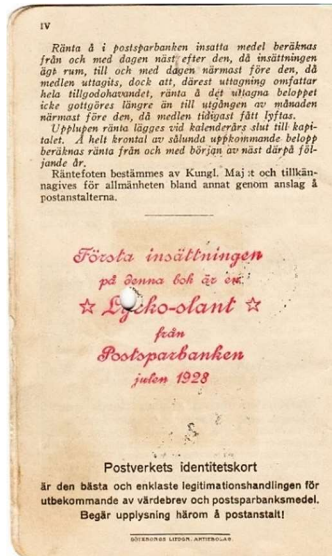 IV
Ränta å i postsparbanken insatta medel beräknas
från och med dagen näst efter den, då insättningen
ägt rum, till och med dagen närmast före den, då
medlen uttagits, dock att, därest uttagning omfattar
hela tillgodohavandet, ränta å det uttagna beloppet
icke gottgöres längre än till utgången av månaden
närmast före den, då medlen tidigast fått lyftas.
Upplupen ränta lägges vid kalenderårs slut till kapi-
talet. Å helt krontal av sålunda uppkommande belopp
beräknas ränta från och med början av näst därpå föl-
jande år.
Räntefoten bestämmes av Kungl. Maj:t och tillkän-
nagives för allmänheten bland annat genom anslag å
postanstalterna.
Första insättningen
på denna bok är en
☆ Lycko-slant ☆
från
Postsparbanken
julen 1928
Postverkets identitetskort
är den bästa och enklaste legitimationshandlingen för
utbekommande av värdebrev och postsparbanksmedel.
Begär upplysning härom å postanstalt!
GÖTEBORGS LITOGR. AKTIEBOLAG.